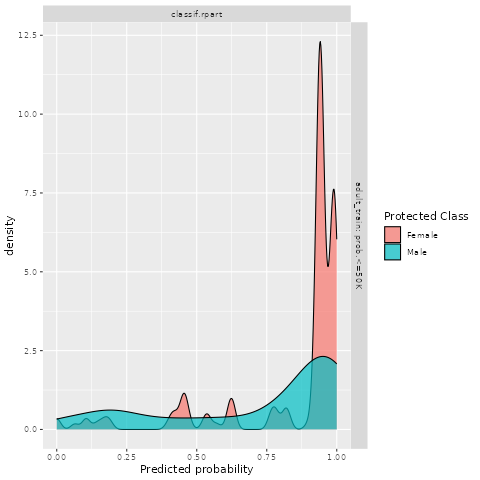 classif.rpart
12.5
10.0
7.5
5.0
2.5
0.0
density
0.00
0.25
0.50
0.75
1.00
Predicted probability
adult_train: prob.<=50K
Protected Class
Female
Male